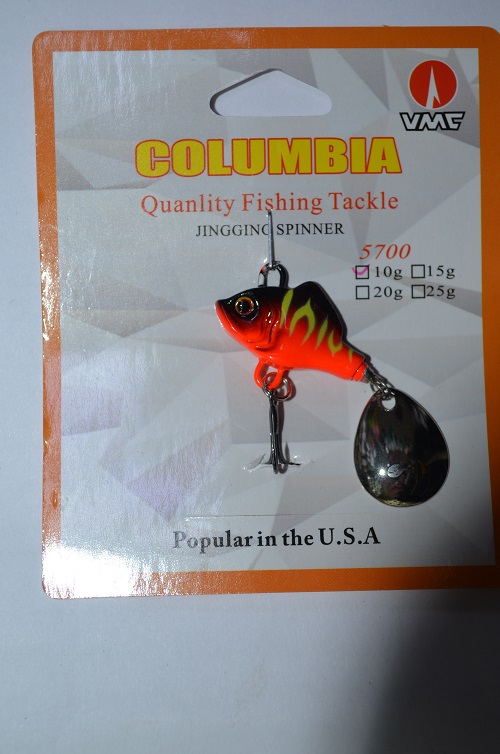 VMC
COLUMBIA
Quanlity Fishing Tackle
JINGGING SPINNER
5700
10g 15g
20g 25g
Popular in the U.S.A